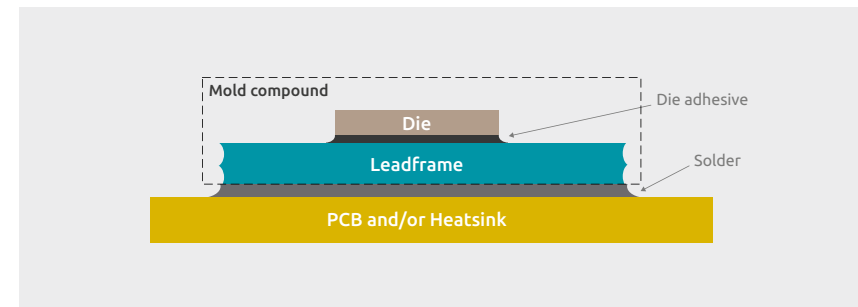 Mold compound
Die adhesive
Die
Leadframe
Solder
PCB and/or Heatsink